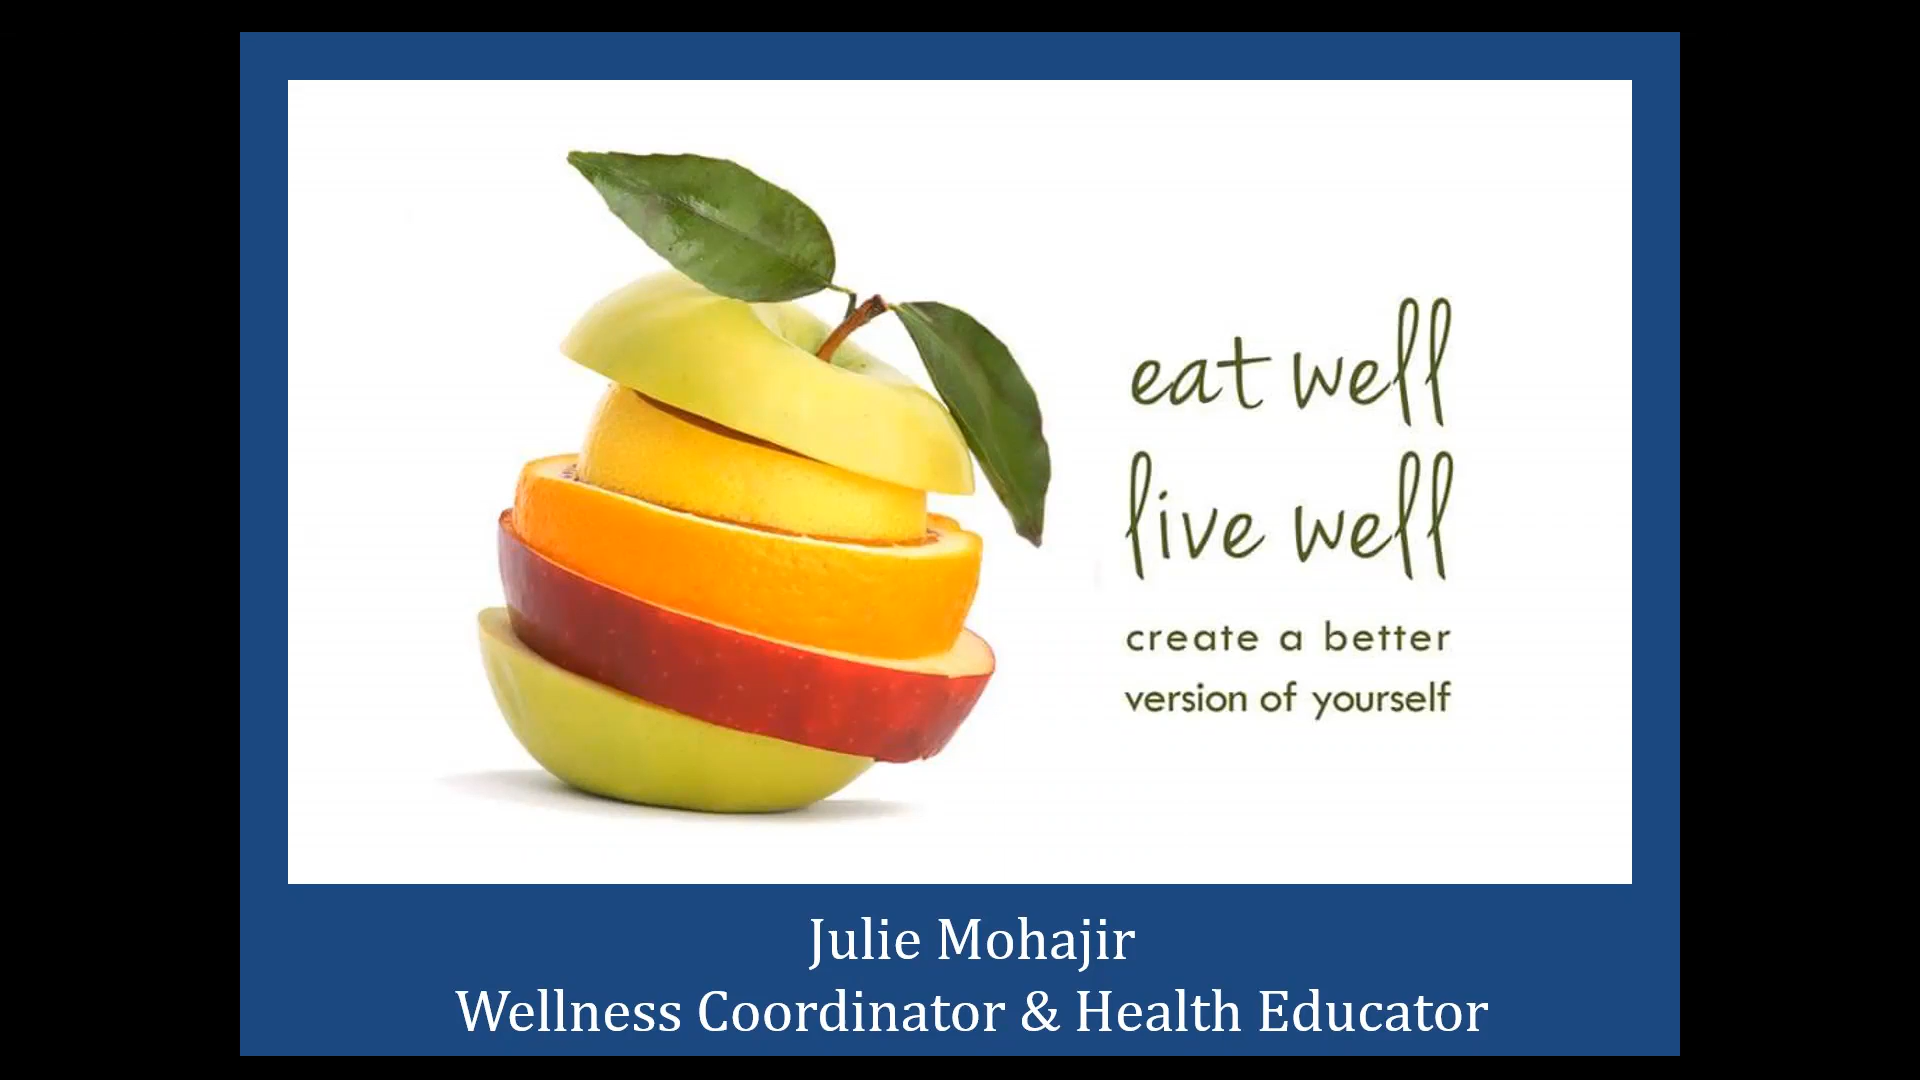 eat well
live well
create a better
version of yourself
Julie Mohajir
Wellness Coordinator & Health Educator